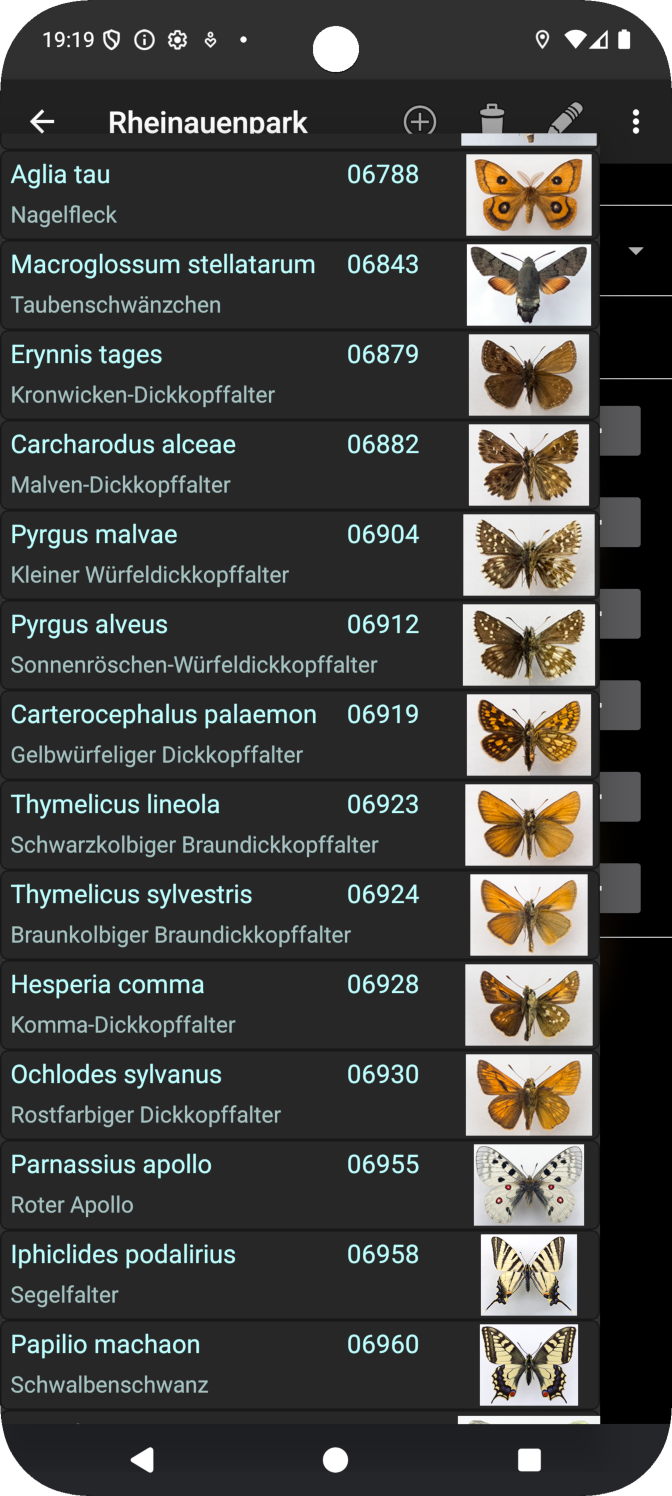 19:19
Rheinauenpark
Aglia tau 06788
Nagelfleck
Macroglossum stellatarum 06843
Taubenschwänzchen
Erynnis tages 06879
Kronwicken-Dickkopffalter
Carcharodus alceae 06882
Malven-Dickkopffalter
Pyrgus malvae 06904
Kleiner Würfeldickkopffalter
Pyrgus alveus 06912
Sonnenröschen-Würfeldickkopffalter
Carterocephalus palaemon 06919
Gelbwürfeliger Dickkopffalter
Thymelicus lineola 06923
Schwarzkolbiger Braundickkopffalter
Thymelicus sylvestris 06924
Braunkolbiger Braundickkopffalter
Hesperia comma 06928
Komma-Dickkopffalter
Ochlodes sylvanus 06930
Rostfarbiger Dickkopffalter
Parnassius apollo 06955
Roter Apollo
Iphiclides podalirius 06958
Segelfalter
Papilio machaon 06960
Schwalbenschwanz